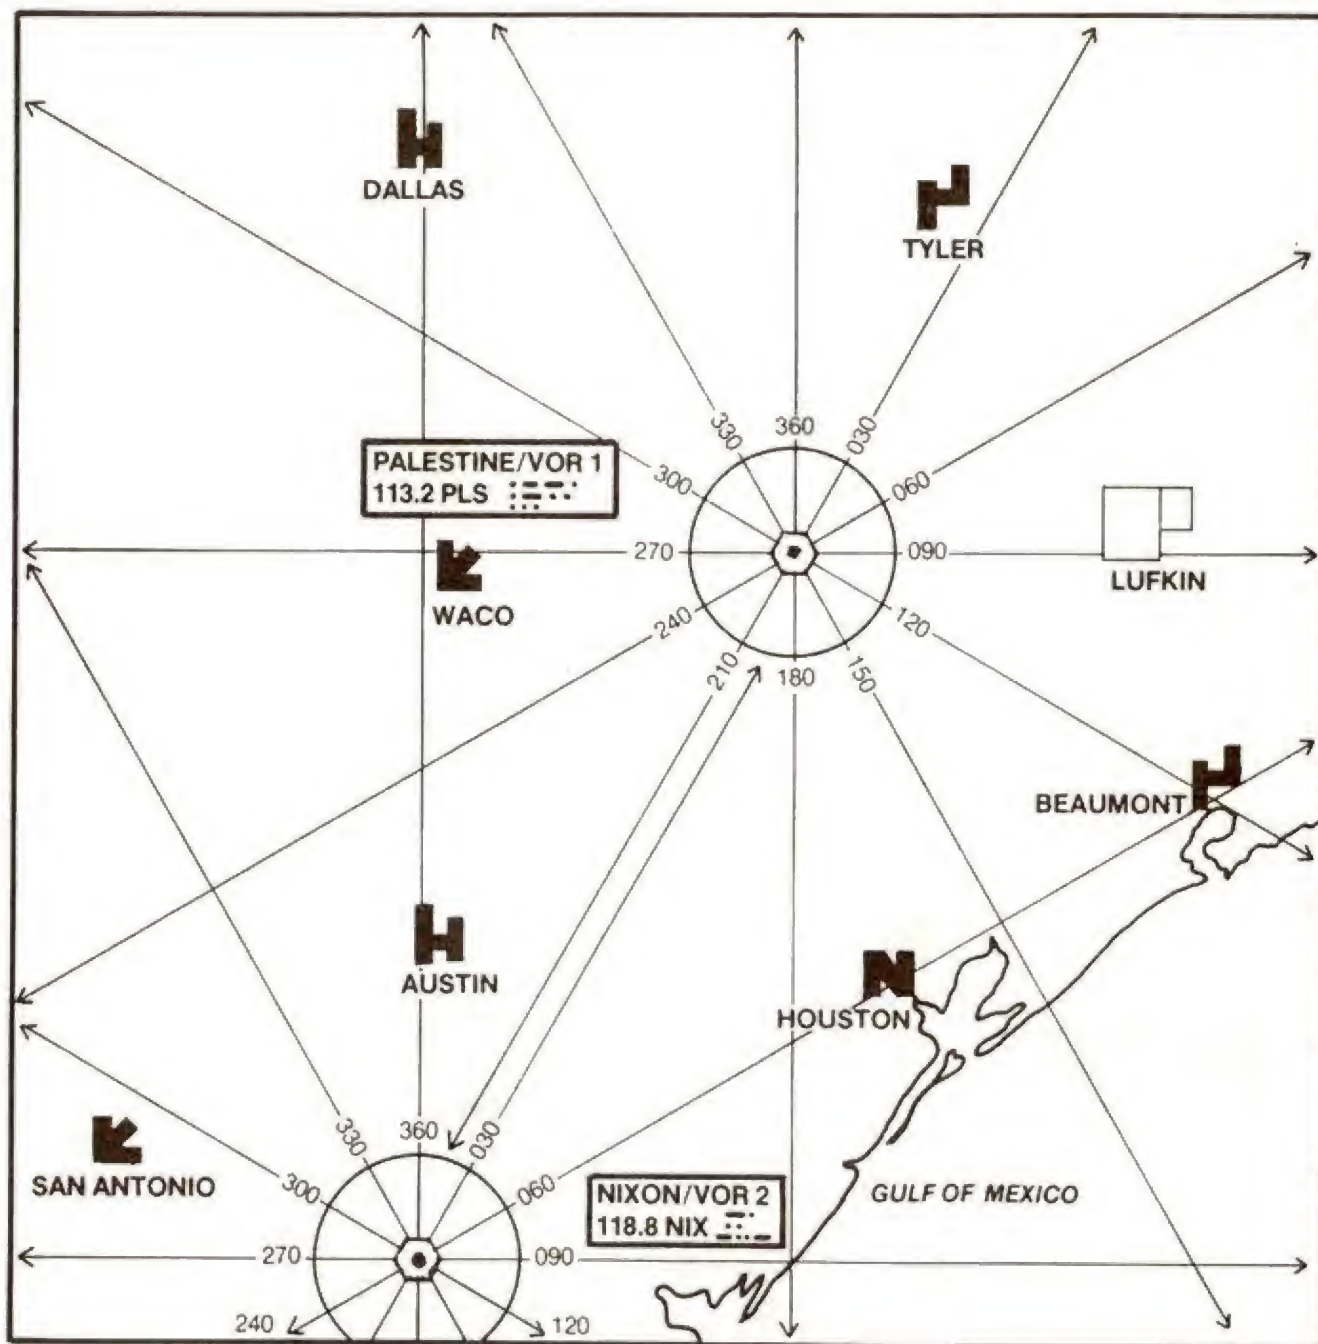 DALLAS
TYLER
330
360
030
PALESTINE/VOR 1
113.2 PLS
300
060
270
090
LUFKIN
WACO
240
120
210
180
150
BEAUMONT
AUSTIN
HOUSTON
SAN ANTONIO
330
360
030
300
060
NIXON/VOR 2
118.8 NIX
GULF OF MEXICO
270
090
240
120